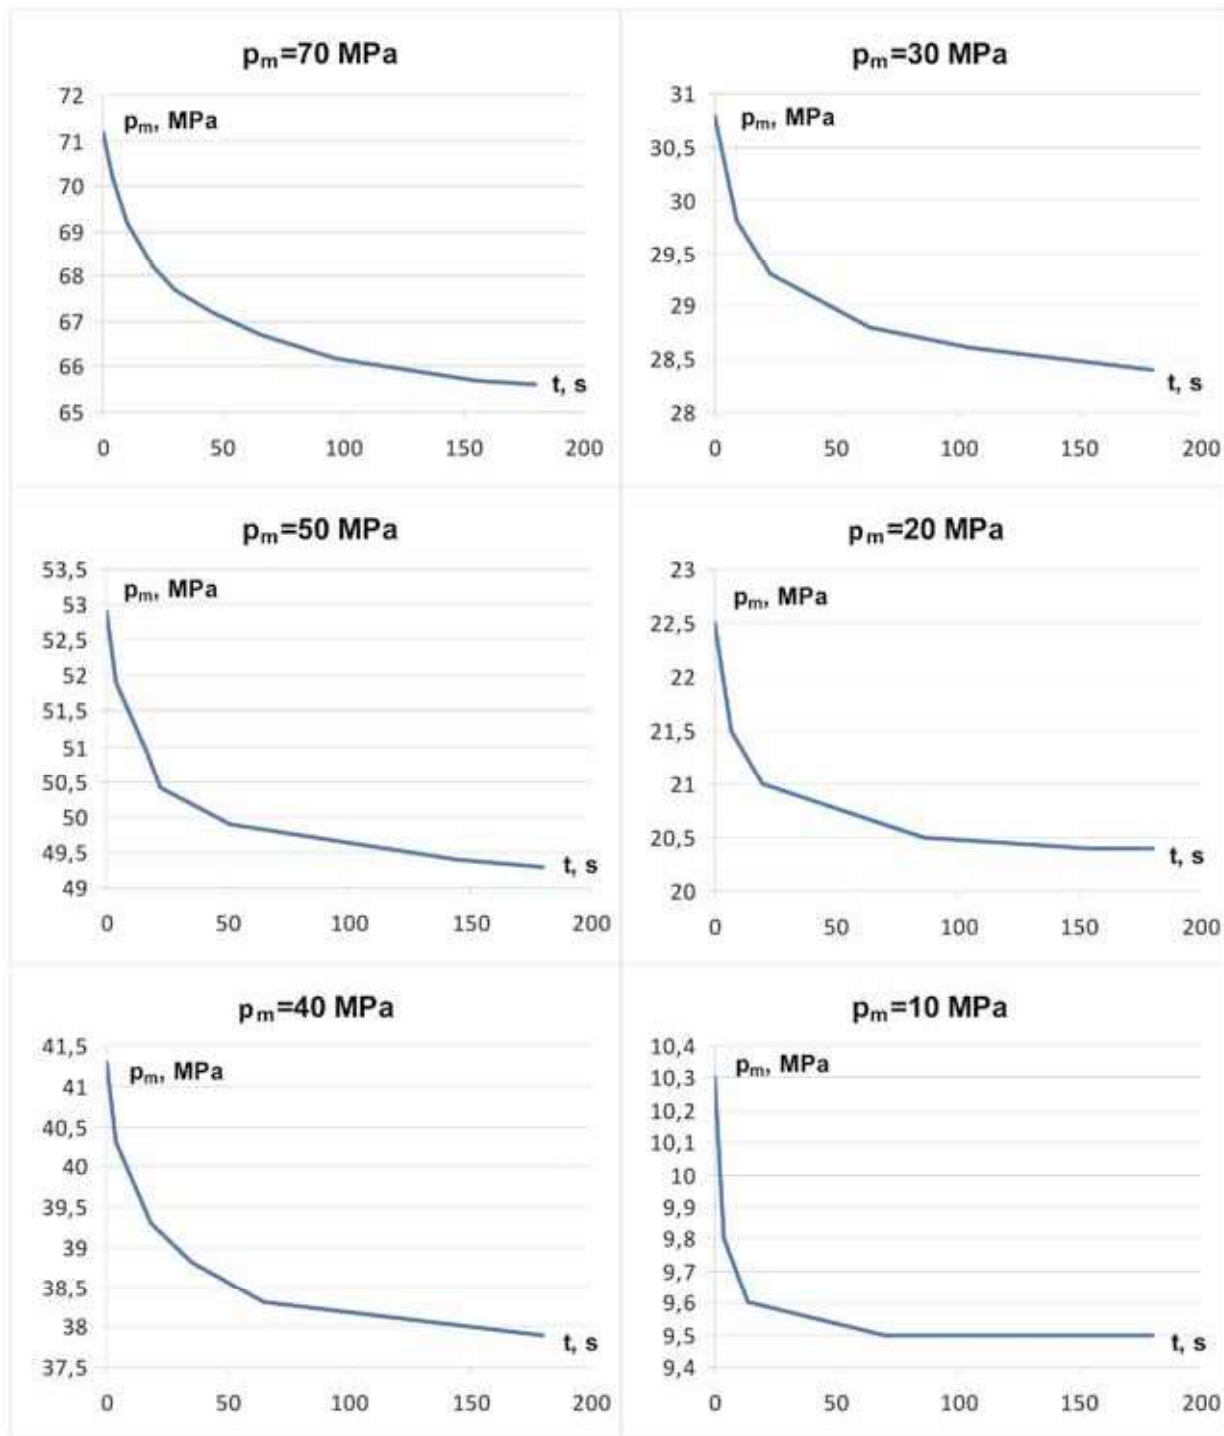 pₘ=70 MPa
72
pₘ, MPa
71
70
69
68
67
66
t, s
65
0 50 100 150 200
pₘ=30 MPa
31
pₘ, MPa
30,5
30
29,5
29
28,5
t, s
28
0 50 100 150 200
pₘ=50 MPa
53,5
pₘ, MPa
53
52,5
52
51,5
51
50,5
50
49,5
t, s
49
0 50 100 150 200
pₘ=20 MPa
23
pₘ, MPa
22,5
22
21,5
21
20,5
t, s
20
0 50 100 150 200
pₘ=40 MPa
41,5
pₘ, MPa
41
40,5
40
39,5
39
38,5
38
t, s
37,5
0 50 100 150 200
pₘ=10 MPa
10,4
pₘ, MPa
10,3
10,2
10,1
10
9,9
9,8
9,7
9,6
9,5
t, s
9,4
0 50 100 150 200